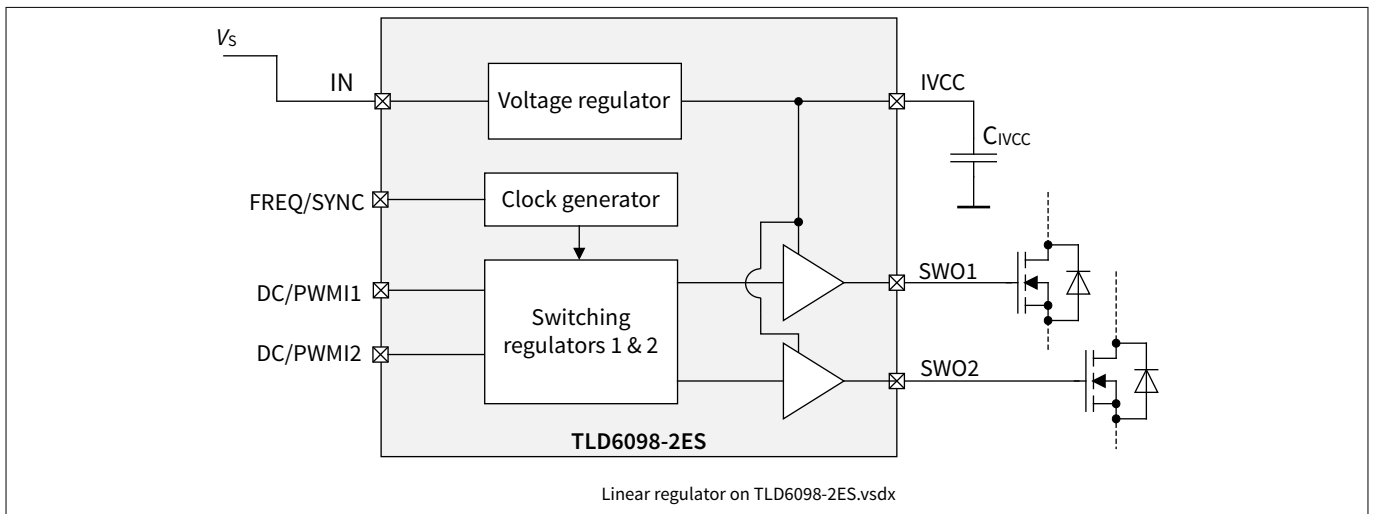 VS
IN
Voltage regulator
IVCC
CIVCC
FREQ/SYNC
Clock generator
DC/PWMI1
SWO1
Switching
regulators 1 & 2
DC/PWMI2
SWO2
TLD6098-2ES
Linear regulator on TLD6098-2ES.vsdx